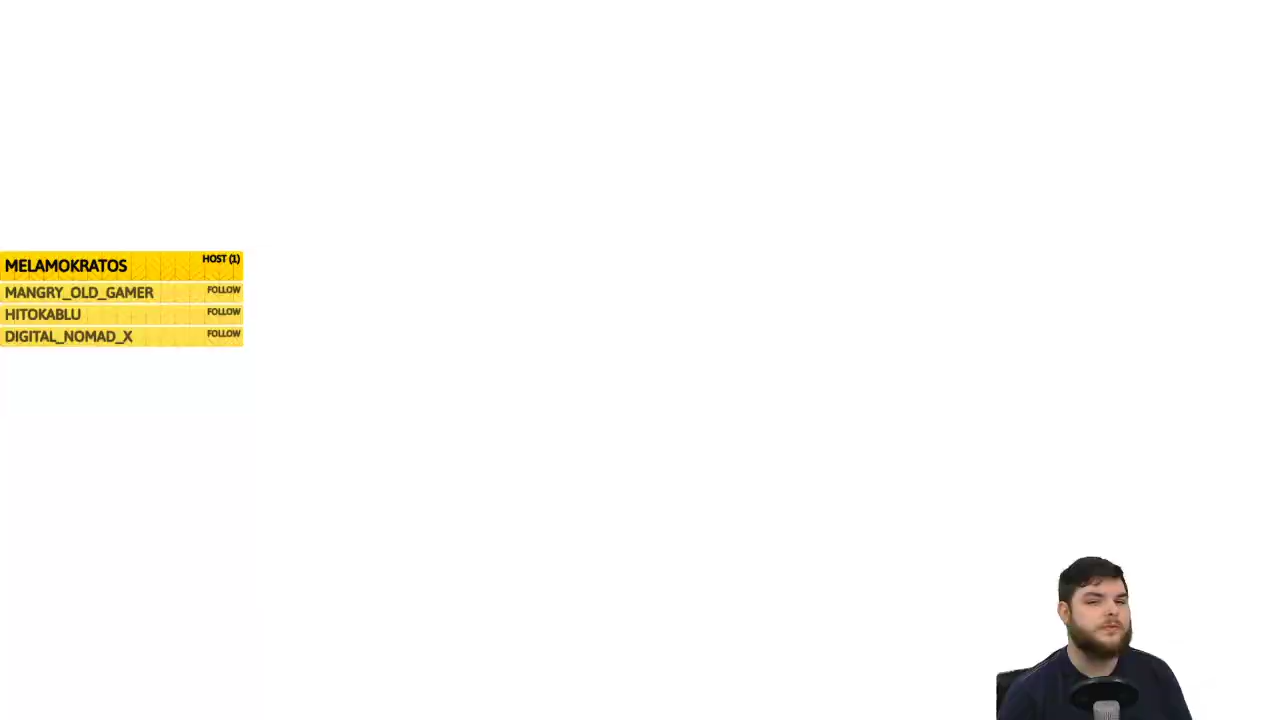 MELAMOKRATOS HOST (1)
MANGRY_OLD_GAMER FOLLOW
HITOKABLU FOLLOW
DIGITAL_NOMAD_X FOLLOW